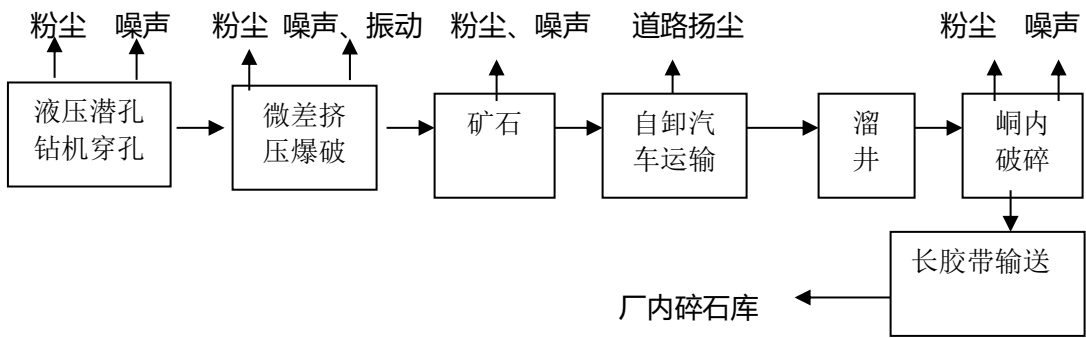 粉尘 噪声 粉尘 噪声、振动 粉尘、噪声 道路扬尘 粉尘 噪声
液压潜孔
钻机穿孔
微差挤
压爆破
矿石
自卸汽
车运输
溜
井
峒内
破碎
长胶带输送
厂内碎石库